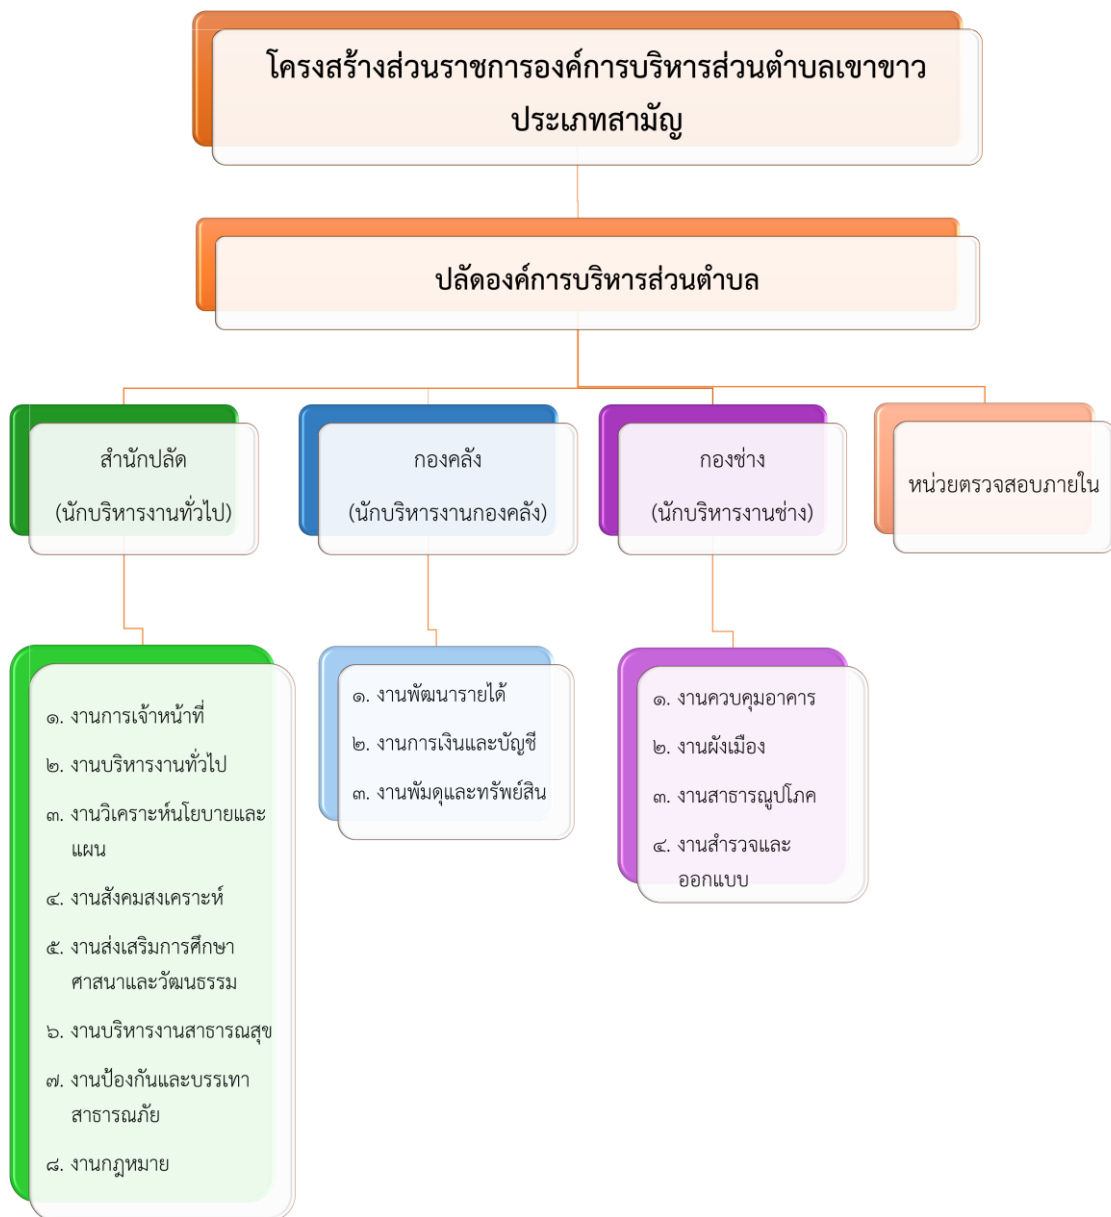 โครงสร้างส่วนราชการองค์การบริหารส่วนตำบลเขาขาว
ประเภทสามัญ
ปลัดองค์การบริหารส่วนตำบล
สำนักปลัด
(นักบริหารงานทั่วไป)
กองคลัง
(นักบริหารงานกองคลัง)
กองช่าง
(นักบริหารงานช่าง)
หน่วยตรวจสอบภายใน
๑. งานการเจ้าหน้าที่
๒. งานบริหารงานทั่วไป
๓. งานวิเคราะห์นโยบายและ
แผน
๔. งานสังคมสงเคราะห์
๕. งานส่งเสริมการศึกษา
ศาสนาและวัฒนธรรม
๖. งานบริหารงานสาธารณสุข
๗. งานป้องกันและบรรเทา
สาธารณภัย
๘. งานกฎหมาย
๑. งานพัฒนารายได้
๒. งานการเงินและบัญชี
๓. งานพัมดุและทรัพย์สิน
๑. งานควบคุมอาคาร
๒. งานผังเมือง
๓. งานสาธารณูปโภค
๔. งานสำรวจและ
ออกแบบ